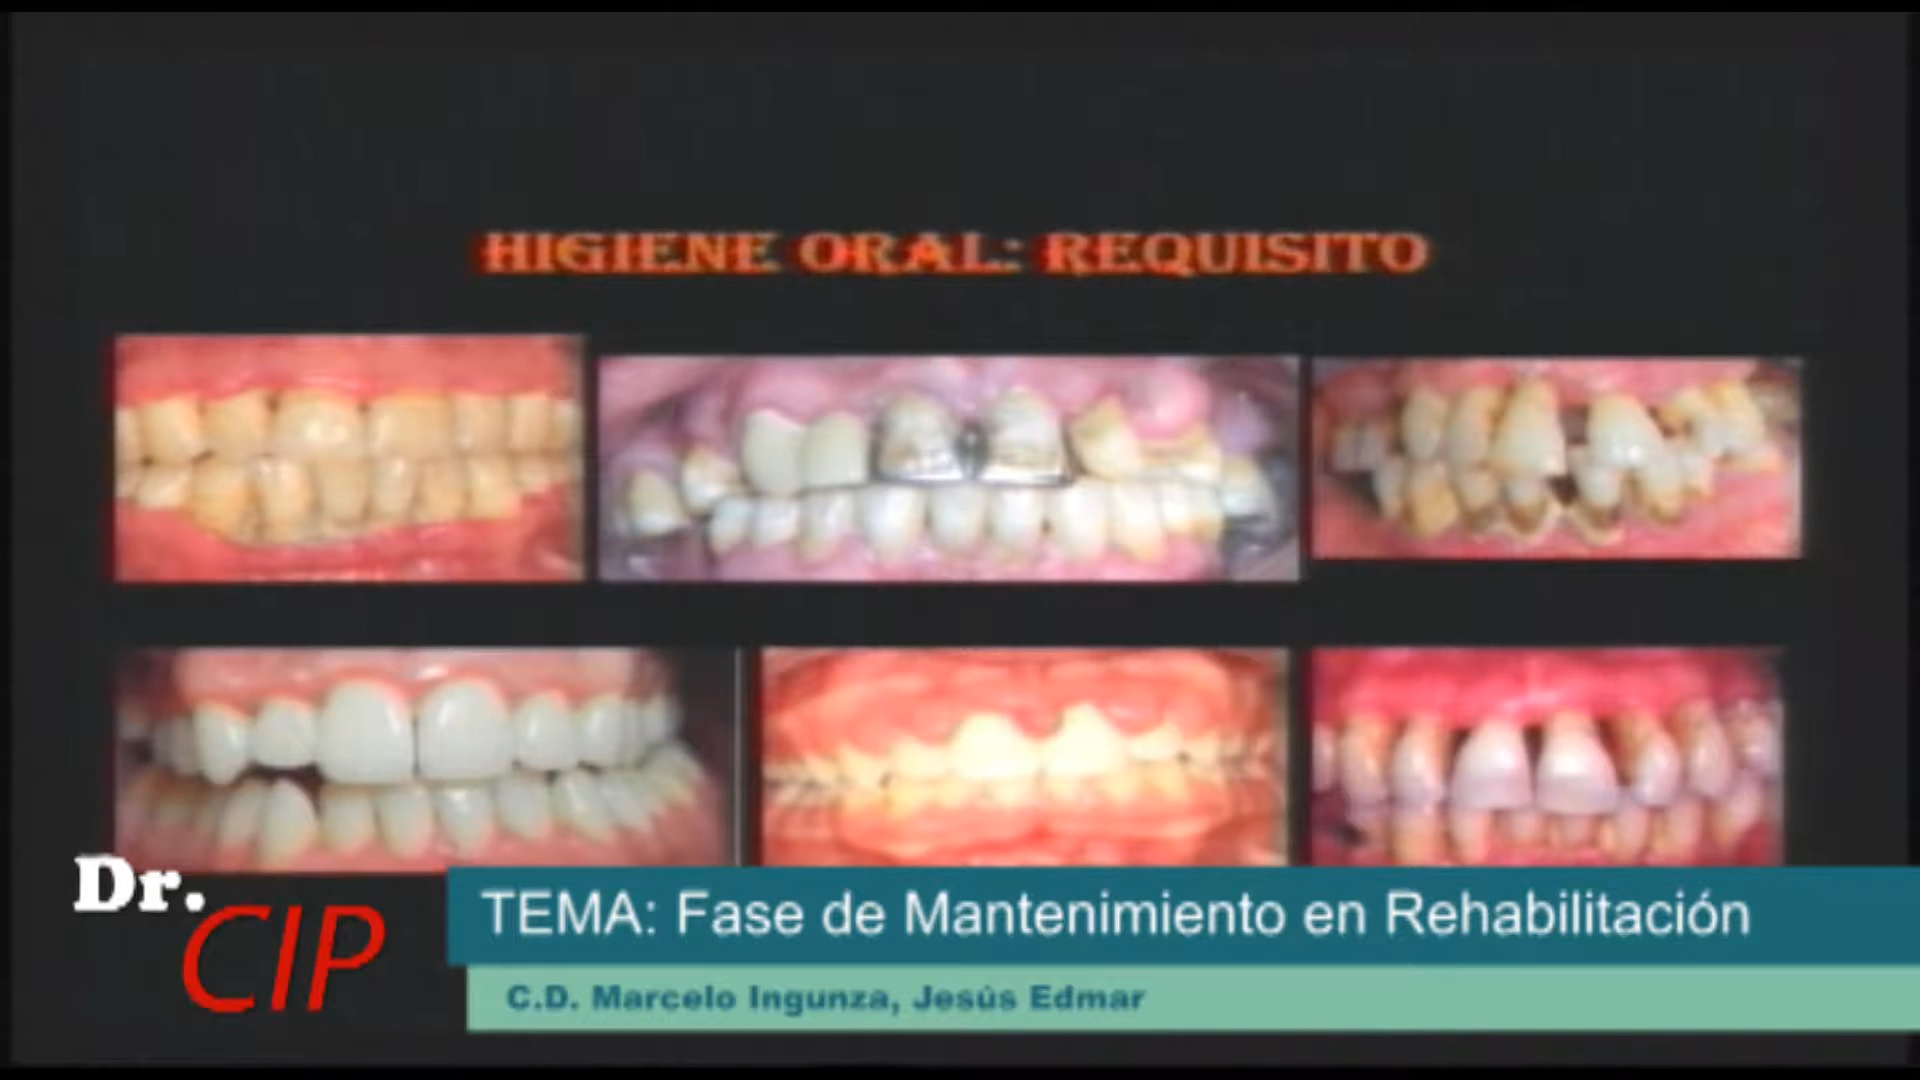 HIGIENE ORAL: REQUISITO
Dr.
CIP
TEMA: Fase de Mantenimiento en Rehabilitación
C.D. Marcelo Ingunza, Jesús Edmar